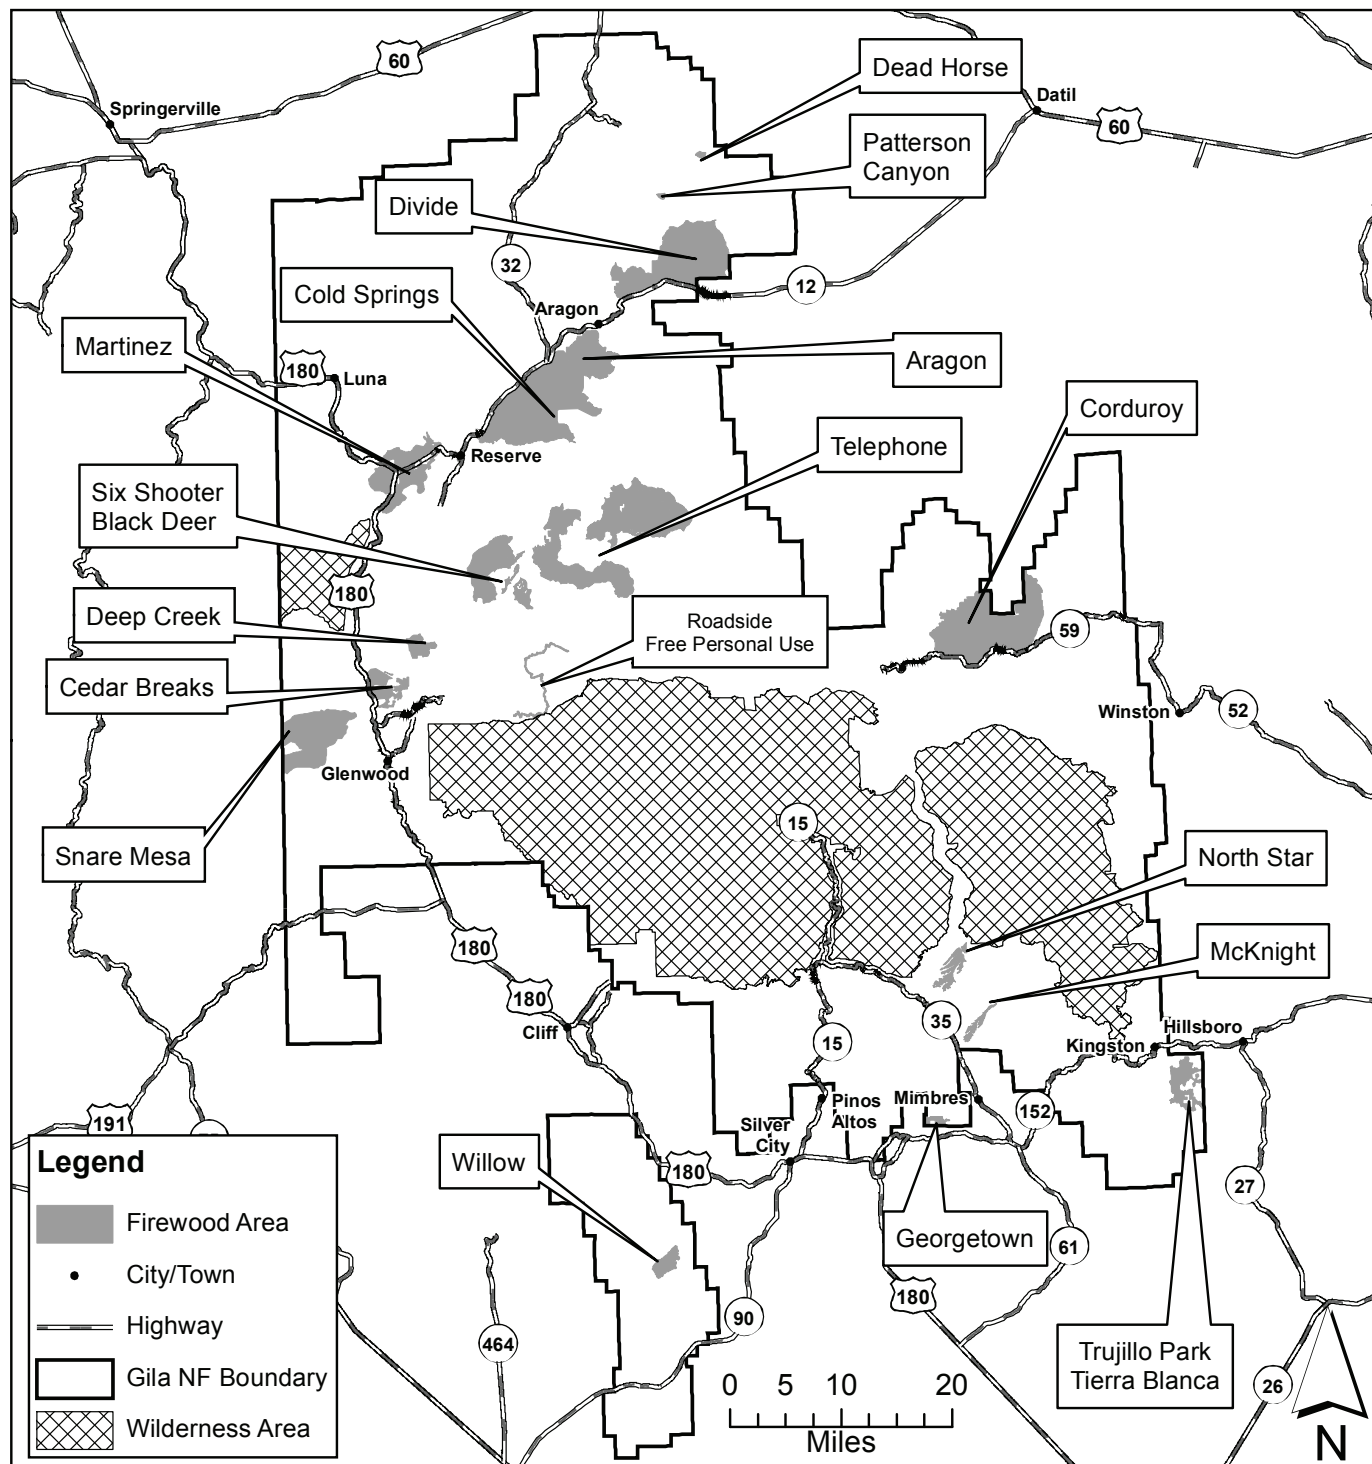 60
Springerville
Dead Horse
Datil
60
Patterson
Canyon
Divide
32
12
Cold Springs
Aragon
Martinez
180
Luna
Aragon
Corduroy
Telephone
Reserve
Six Shooter
Black Deer
180
Deep Creek
Roadside
Free Personal Use
59
Cedar Breaks
Winston
52
Glenwood
15
Snare Mesa
North Star
180
McKnight
180
Cliff
35
15
Hillsboro
Kingston
191
Pinos
Altos
Mimbres
152
Silver
City
Willow
180
27
Georgetown
61
180
90
464
Trujillo Park
Tierra Blanca
26
Legend
Firewood Area
City/Town
Highway
Gila NF Boundary
Wilderness Area
0 5 10 20
Miles
N